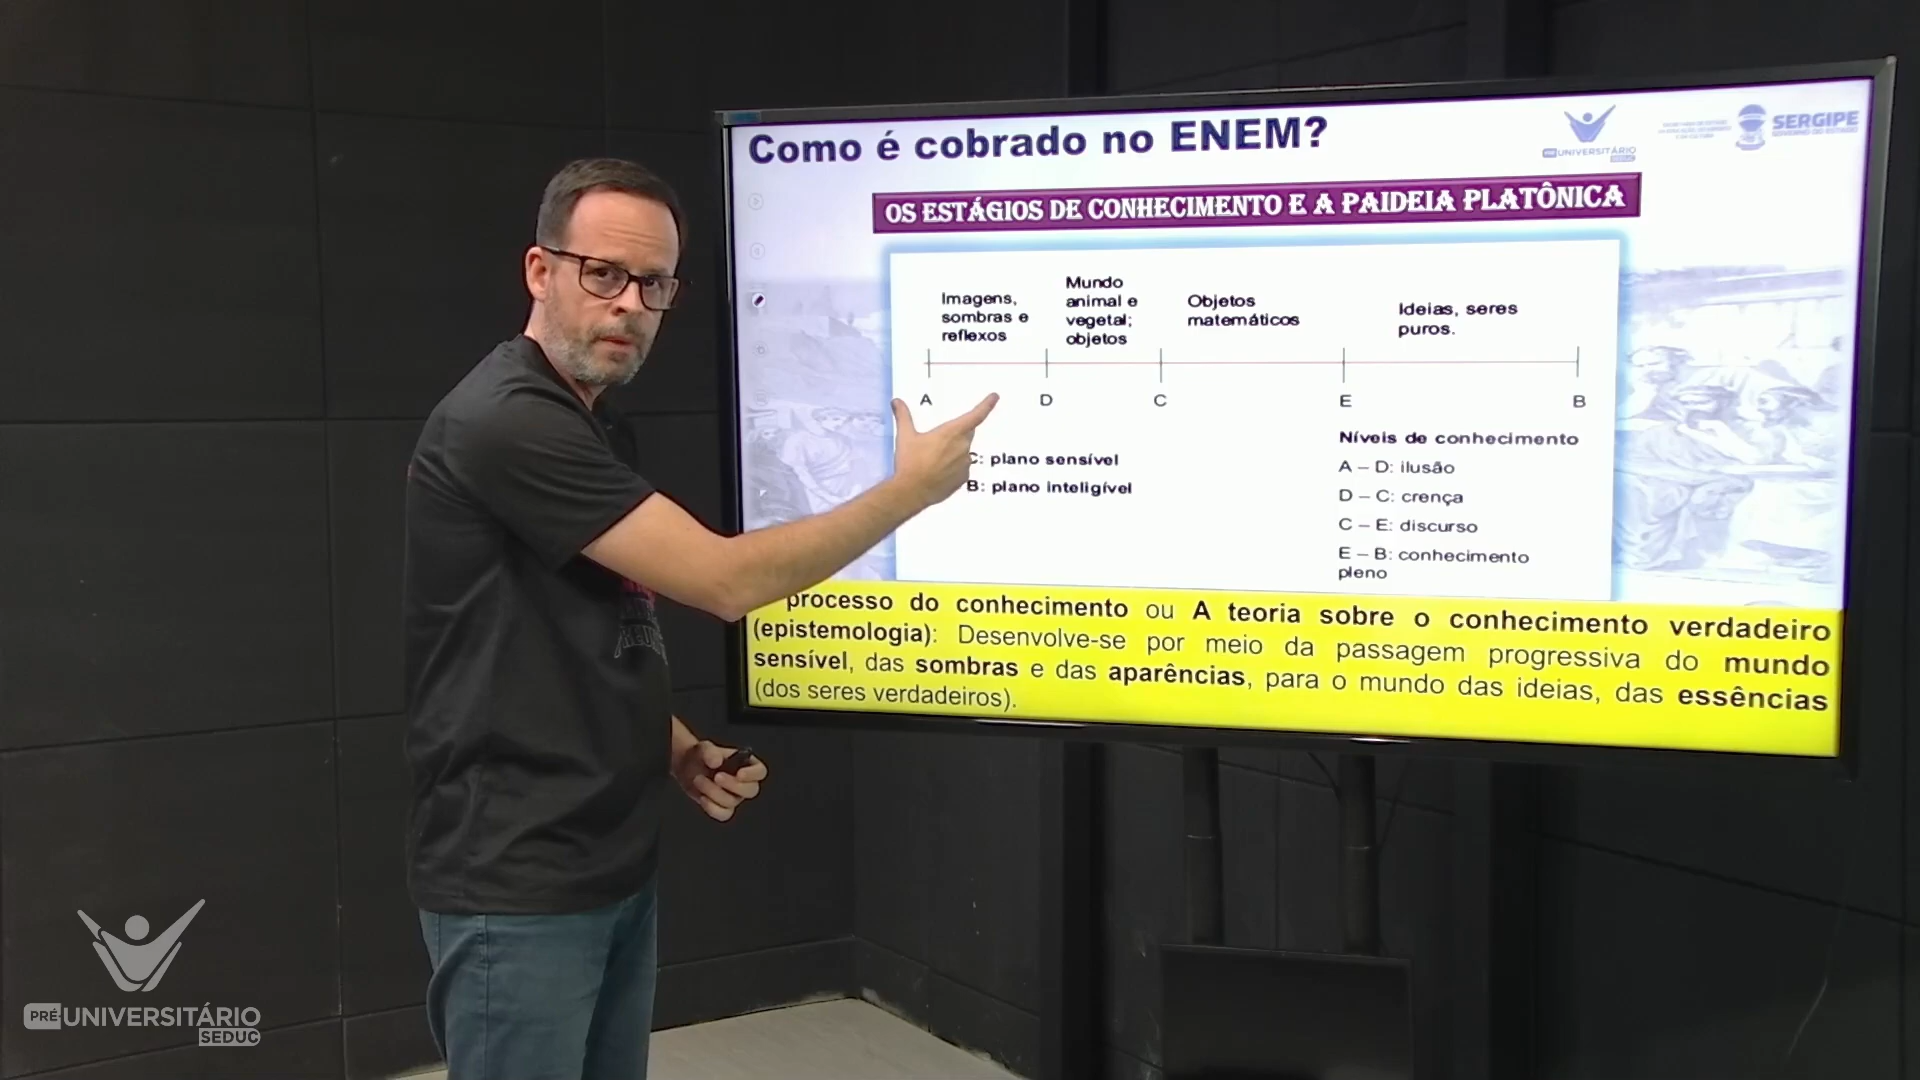 Como é cobrado no ENEM?
UNIVERSITÁRIO
SEDUC
SERGIPE
OS ESTÁGIOS DE CONHECIMENTO E A PAIDEIA PLATÔNICA
Imagens,
sombras e
reflexos
Mundo
animal e
vegetal;
objetos
Objetos
matemáticos
Ideias, seres
puros.
A D C E B
C: plano sensível
B: plano inteligível
Níveis de conhecimento
A – D: ilusão
D – C: crença
C – E: discurso
E – B: conhecimento
pleno
processo do conhecimento ou A teoria sobre o conhecimento verdadeiro
(epistemologia): Desenvolve-se por meio da passagem progressiva do mundo
sensível, das sombras e das aparências, para o mundo das ideias, das essências
(dos seres verdadeiros).
PRÉ-UNIVERSITÁRIO
SEDUC